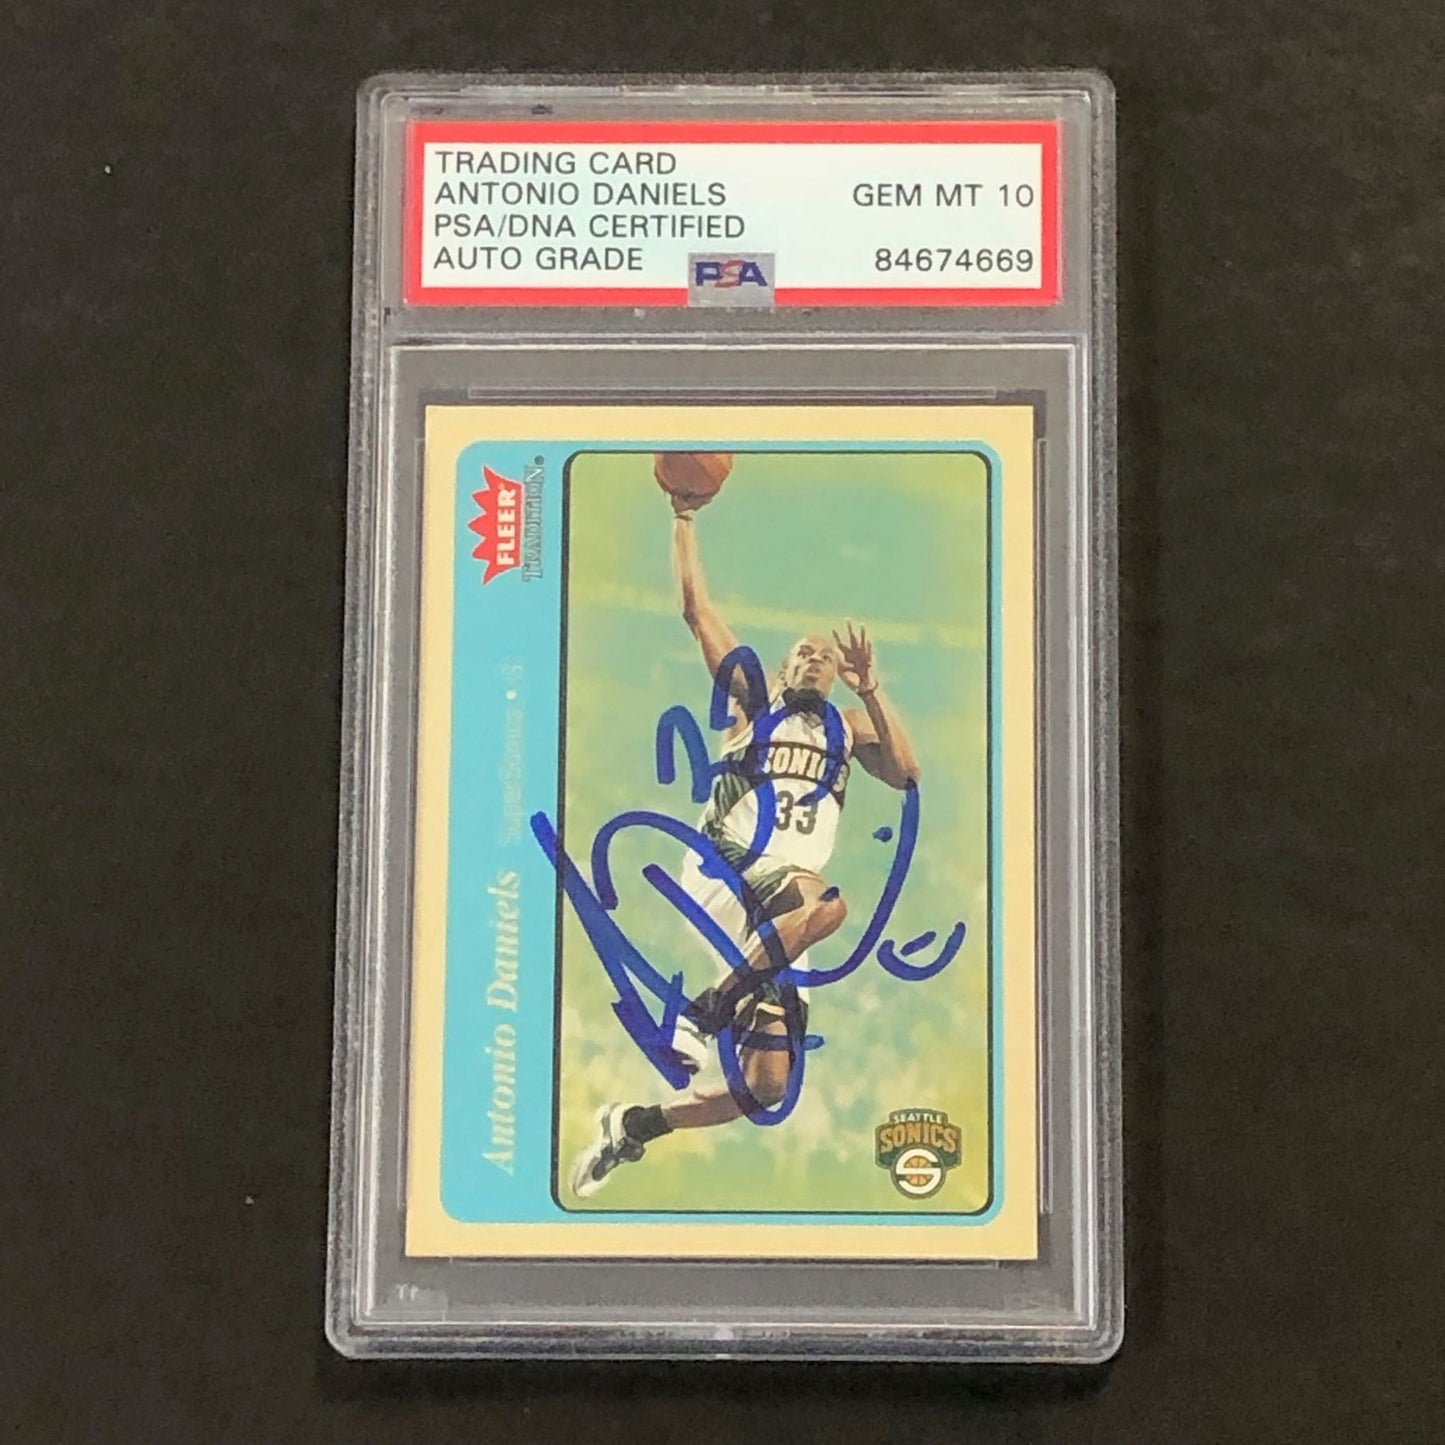 TRADING CARD
ANTONIO DANIELS
PSA/DNA CERTIFIED
AUTO GRADE
GEM MT 10
84674669
PSA
FLEER
TRADITION®
Antonio Daniels SuperSonics • G
SONICS
33
33
SEATTLE
SONICS